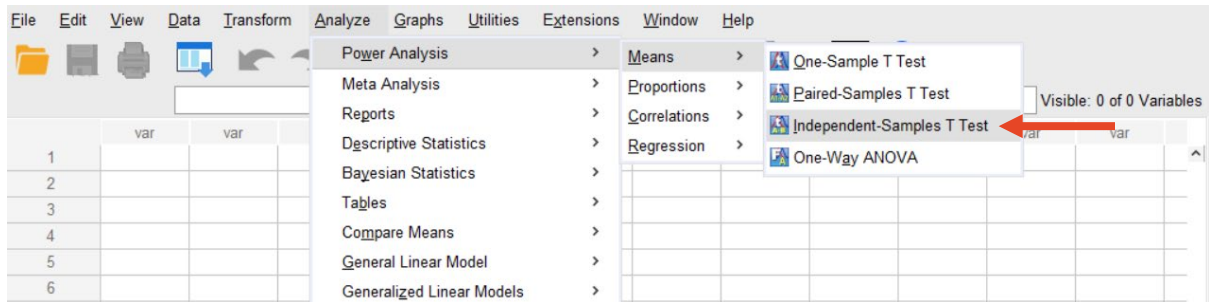 File Edit View Data Transform Analyze Graphs Utilities Extensions Window Help
Power Analysis > Means > One-Sample T Test
Meta Analysis > Proportions > Paired-Samples T Test Visible: 0 of 0 Variables
Reports > Correlations > Independent-Samples T Test
var var var var
Descriptive Statistics > Regression > One-Way ANOVA
1
Bayesian Statistics >
2
Tables >
3
Compare Means >
4
General Linear Model >
5
Generalized Linear Models >
6